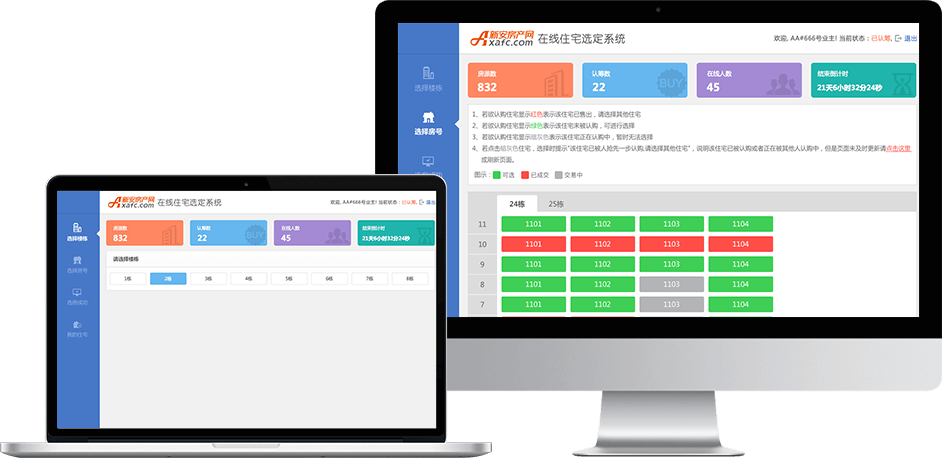 新安房产网
xafc.com
在线住宅选定系统
欢迎, AA#666号业主! 当前状态：已认筹, 退出
选择楼栋
选择房号
房源数
832
认筹数
22
BUY
在线人数
45
结束倒计时
21天6小时32分24秒
1、若欲认购住宅显示红色表示该住宅已售出，请选择其他住宅
2、若欲认购住宅显示绿色表示该住宅未被认购，可进行选择
3、若欲认购住宅显示暗灰色表示该住宅正在认购中，暂时无法选择
4、若点击暗灰色住宅，选择时提示"该住宅已被人抢先一步认购,请选择其他住宅"，说明该住宅已被认购或者正在被其他人认购中，但是页面未及时更新请点击这里
或刷新页面。
图示： 可选 已成交 交易中
24栋 25栋
11 1101 1102 1103 1104
10 1101 1102 1103 1104
9 1101 1102 1103 1104
8 1101 1102 1103 1104
7 1101 1102 1103 1104
新安房产网
xafc.com
在线住宅选定系统
欢迎, AA#666号业主! 当前状态：已认筹, 退出
选择楼栋
选择房号
选房成功
我的住宅
房源数
832
认筹数
22
BUY
在线人数
45
结束倒计时
21天6小时32分24秒
请选择楼栋
1栋 2栋 3栋 4栋 5栋 6栋 7栋 8栋